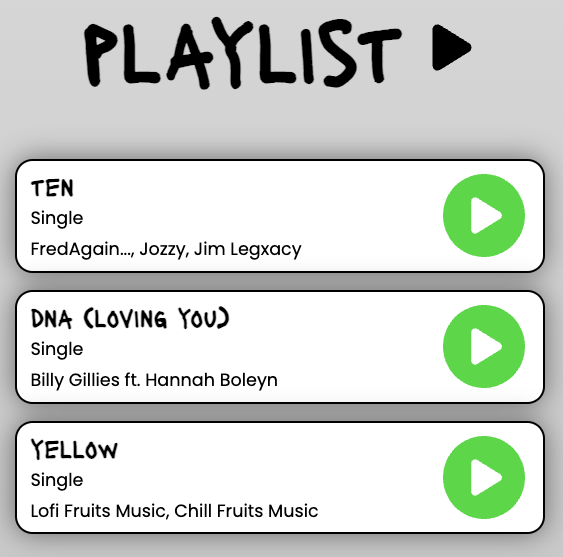 PLAYLIST
TEN
Single
FredAgain..., Jozzy, Jim Legxacy
DNA (LOVING YOU)
Single
Billy Gillies ft. Hannah Boleyn
YELLOW
Single
Lofi Fruits Music, Chill Fruits Music